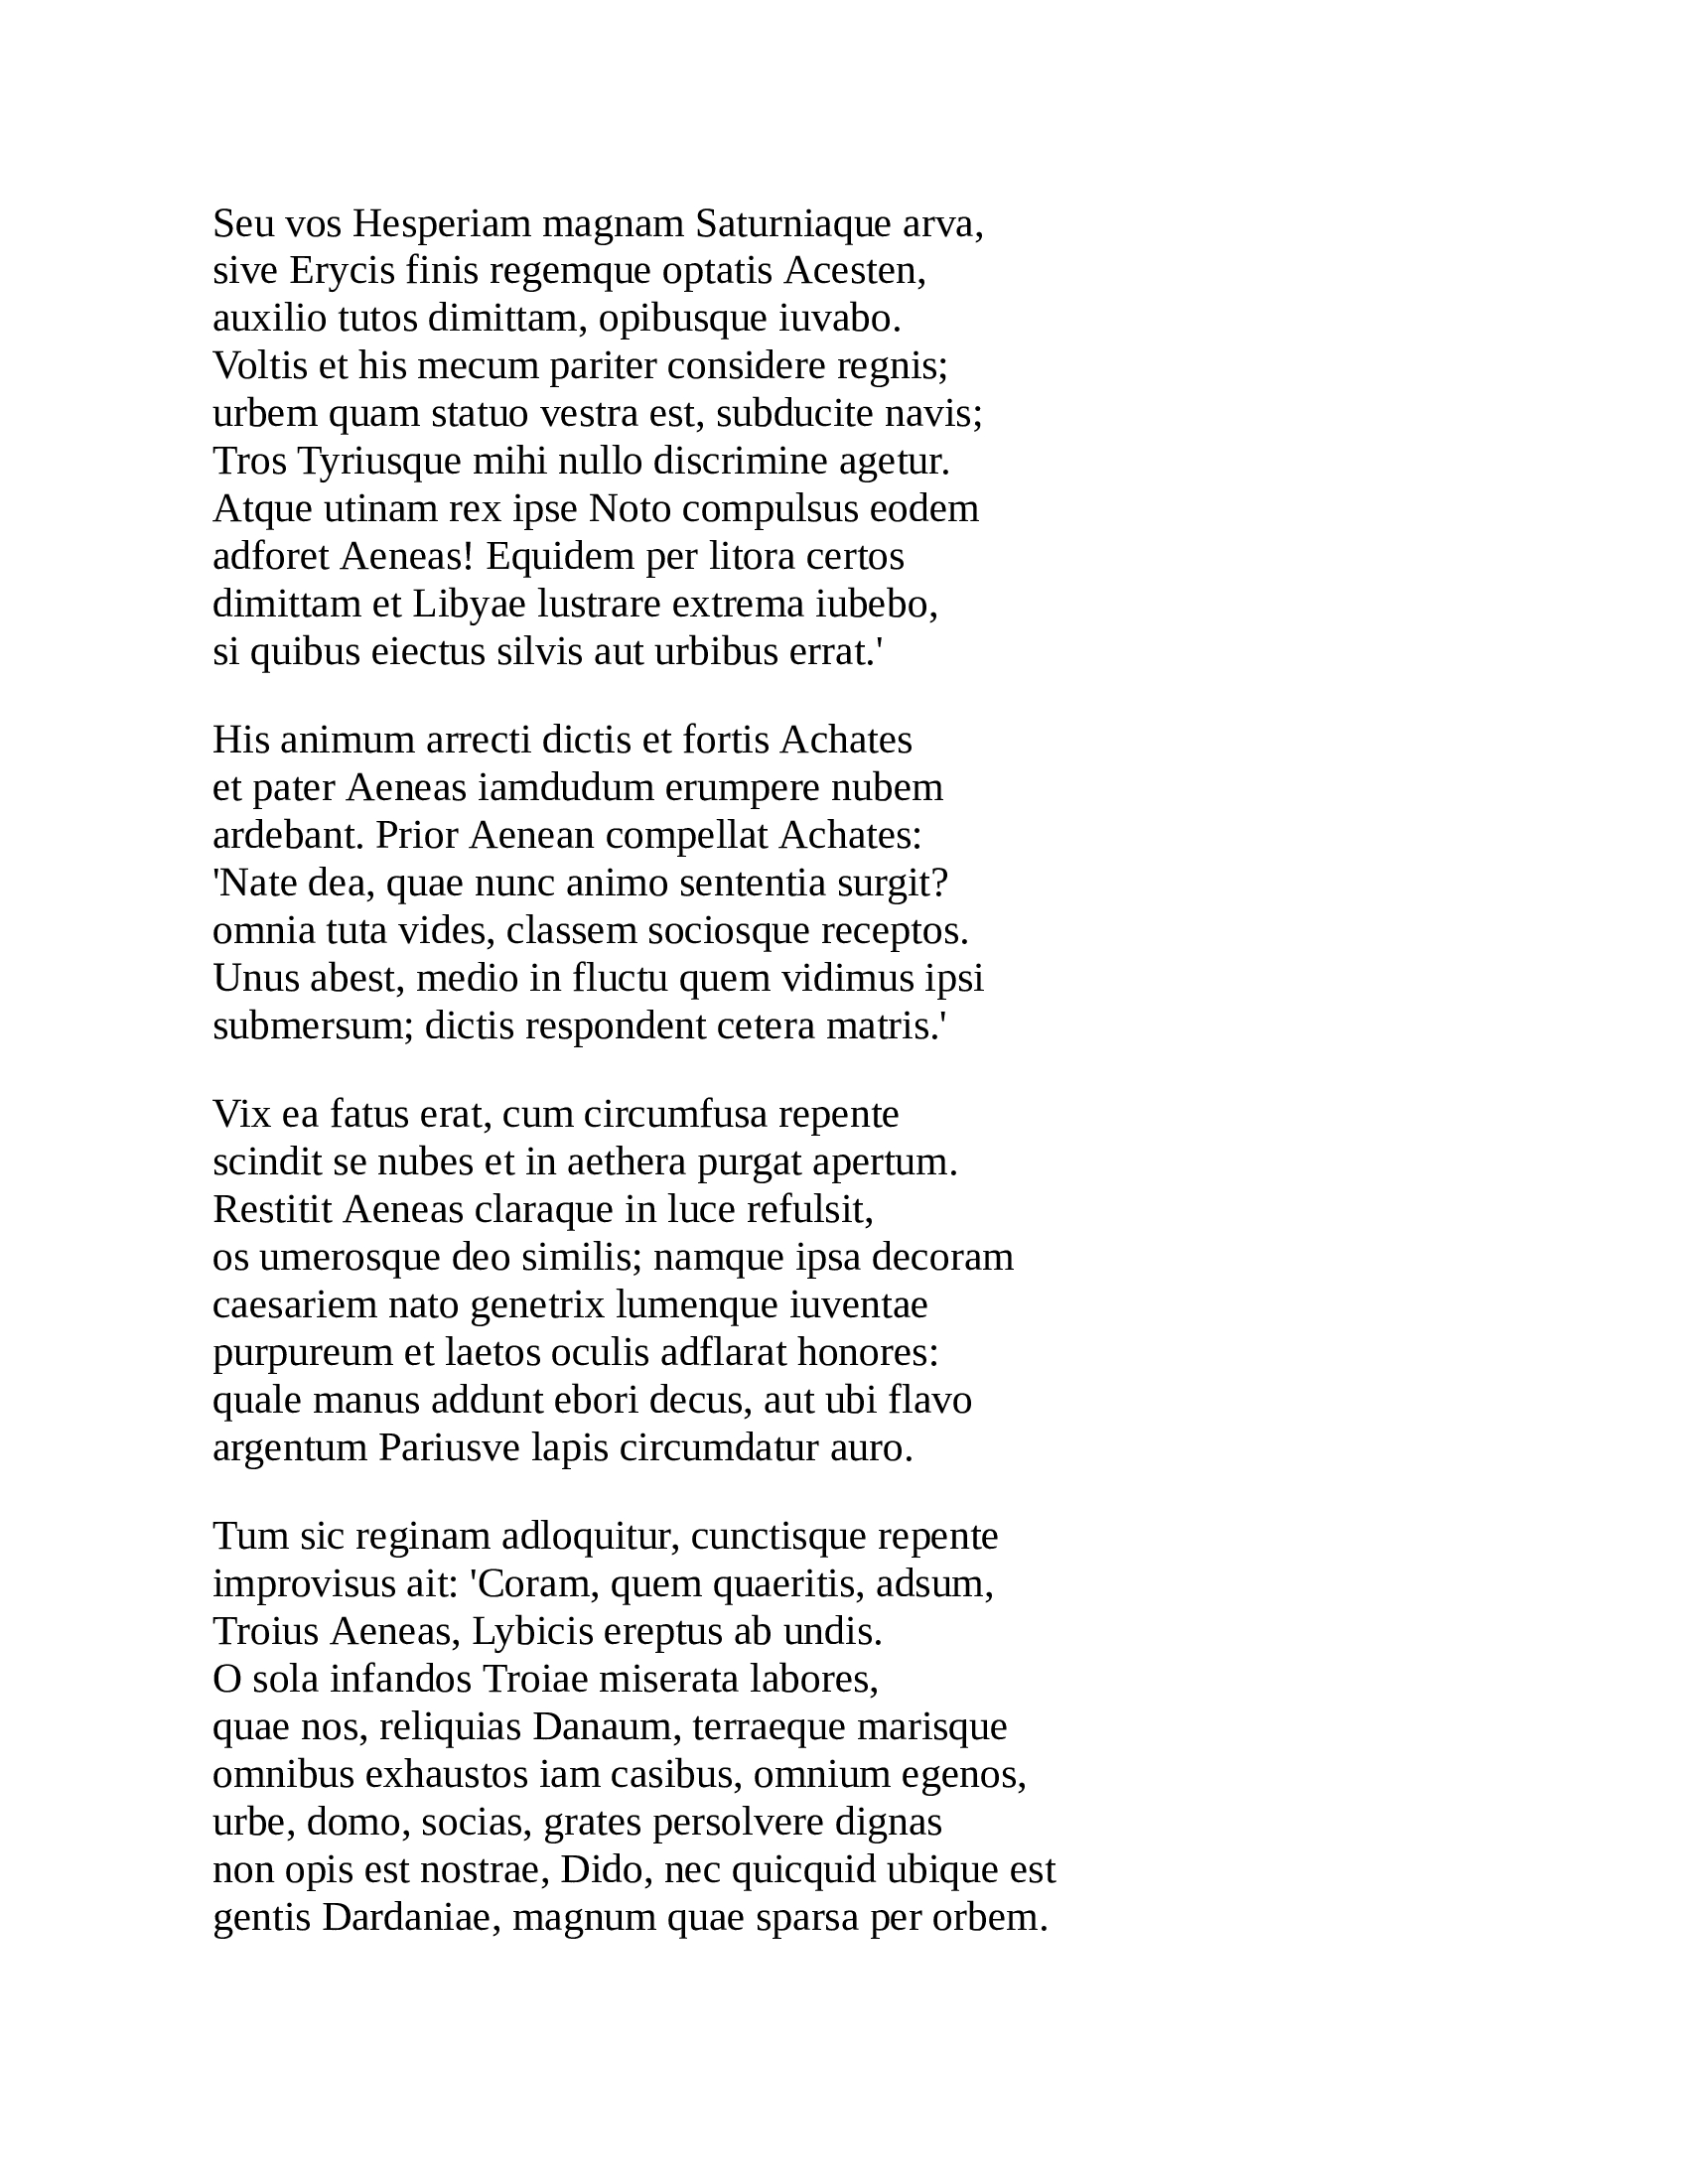 Seu vos Hesperiam magnam Saturniaque arva,
sive Erycis finis regemque optatis Acesten,
auxilio tutos dimittam, opibusque iuvabo.
Voltis et his mecum pariter considere regnis;
urbem quam statuo vestra est, subducite navis;
Tros Tyriusque mihi nullo discrimine agetur.
Atque utinam rex ipse Noto compulsus eodem
adforet Aeneas! Equidem per litora certos
dimittam et Libyae lustrare extrema iubebo,
si quibus eiectus silvis aut urbibus errat.'

His animum arrecti dictis et fortis Achates
et pater Aeneas iamdudum erumpere nubem
ardebant. Prior Aenean compellat Achates:
'Nate dea, quae nunc animo sententia surgit?
omnia tuta vides, classem sociosque receptos.
Unus abest, medio in fluctu quem vidimus ipsi
submersum; dictis respondent cetera matris.'

Vix ea fatus erat, cum circumfusa repente
scindit se nubes et in aethera purgat apertum.
Restitit Aeneas claraque in luce refulsit,
os umerosque deo similis; namque ipsa decoram
caesariem nato genetrix lumenque iuventae
purpureum et laetos oculis adflarat honores:
quale manus addunt ebori decus, aut ubi flavo
argentum Pariusve lapis circumdatur auro.

Tum sic reginam adloquitur, cunctisque repente
improvisus ait: 'Coram, quem quaeritis, adsum,
Troius Aeneas, Lybicis ereptus ab undis.
O sola infandos Troiae miserata labores,
quae nos, reliquias Danaum, terraeque marisque
omnibus exhaustos iam casibus, omnium egenos,
urbe, domo, socias, grates persolvere dignas
non opis est nostrae, Dido, nec quicquid ubique est
gentis Dardaniae, magnum quae sparsa per orbem.